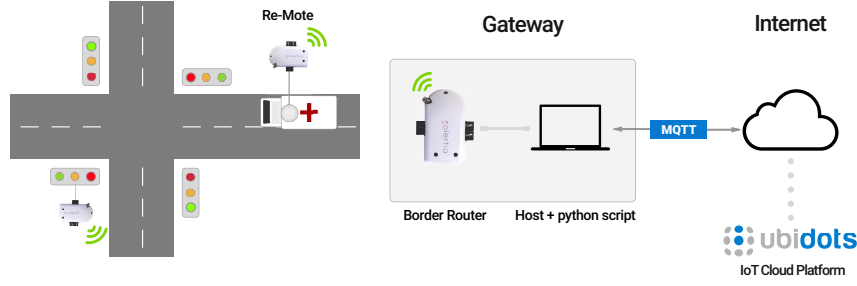 Re-Mote
Gateway
Internet
zolertia
MQTT
Border Router
Host + python script
ubidots
IoT Cloud Platform